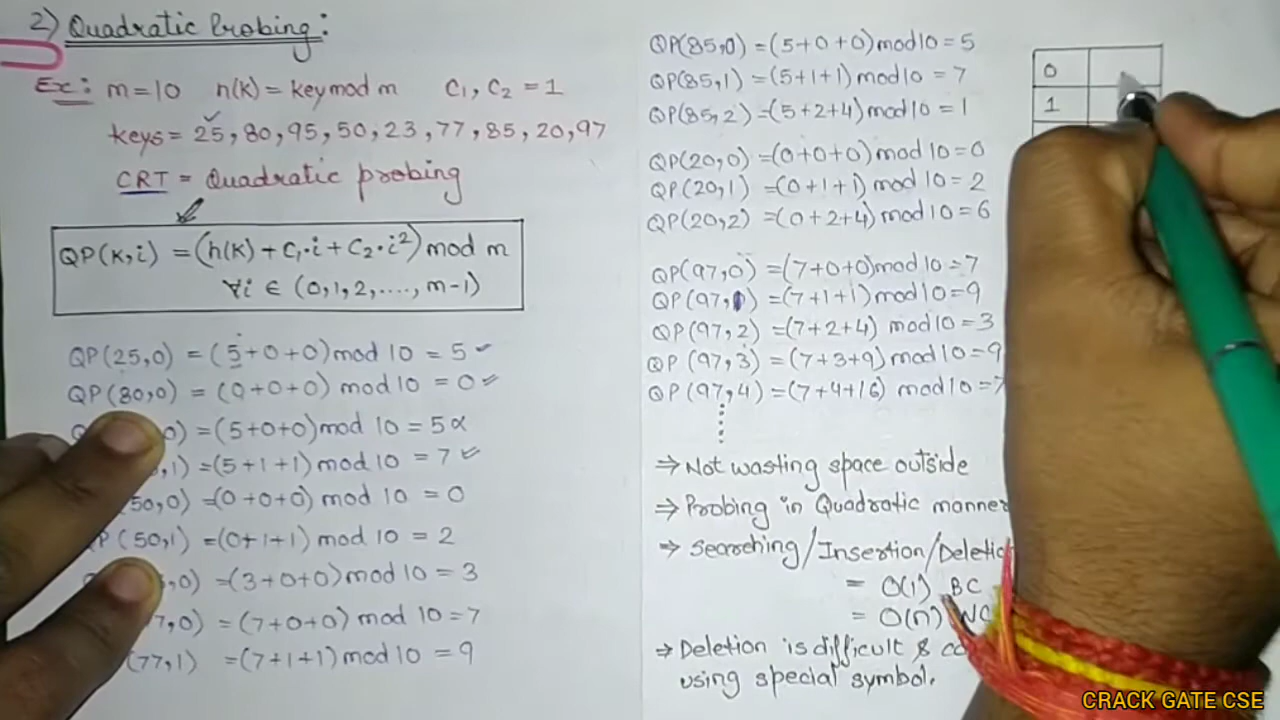 2) Quadratic Probing:
Ex: m=10 h(k)= key mod m C₁, C₂ = 1
keys = 25, 80, 95, 50, 23, 77, 85, 20, 97
CRT = Quadratic probing
QP(K,i) = (h(K) + C₁·i + C₂·i²) mod m
∀i ∈ (0,1,2,...., m-1)
QP(25,0) = (5+0+0) mod 10 = 5 ✓
QP(80,0) = (0+0+0) mod 10 = 0 ✓
0) = (5+0+0) mod 10 = 5 x
,1) = (5+1+1) mod 10 = 7 ✓
50,0) = (0+0+0) mod 10 = 0
P(50,1) = (0+1+1) mod 10 = 2
,0) = (3+0+0) mod 10 = 3
7,0) = (7+0+0) mod 10 = 7
(77,1) = (7+1+1) mod 10 = 9
QP(85,0) = (5+0+0) mod 10 = 5
QP(85,1) = (5+1+1) mod 10 = 7
QP(85,2) = (5+2+4) mod 10 = 1
QP(20,0) = (0+0+0) mod 10 = 0
QP(20,1) = (0+1+1) mod 10 = 2
QP(20,2) = (0+2+4) mod 10 = 6
QP(97,0) = (7+0+0) mod 10 = 7
QP(97,1) = (7+1+1) mod 10 = 9
QP(97,2) = (7+2+4) mod 10 = 3
QP(97,3) = (7+3+9) mod 10 = 9
QP(97,4) = (7+4+16) mod 10 = 7
⇒ Not wasting space outside
⇒ Probing in Quadratic manner
⇒ Searching/Insertion/Deletio
= O(1) BC
= O(n) WC
⇒ Deletion is difficult & co
using special symbol.
0
1
CRACK GATE CSE